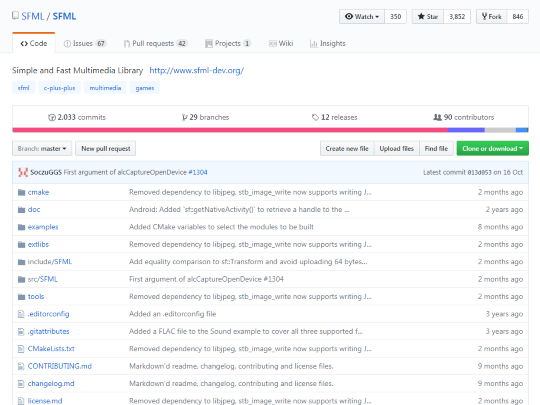 SFML / SFML
Watch 350 Star 3,852 Fork 846
Code Issues 67 Pull requests 42 Projects 1 Wiki Insights
Simple and Fast Multimedia Library http://www.sfml-dev.org/
sfml c-plus-plus multimedia games
2,033 commits 29 branches 12 releases 90 contributors
Branch: master New pull request Create new file Upload files Find file Clone or download
SoczuGGS First argument of alcCaptureOpenDevice #1304 Latest commit 013d053 on 16 Oct
cmake Removed dependency to libjpeg, stb_image_write now supports writing J... 2 months ago
doc Android: Added `sf::getNativeActivity()` to retrieve a handle to the ... 2 years ago
examples Added CMake variables to select the modules to be built 8 months ago
extlibs Removed dependency to libjpeg, stb_image_write now supports writing J... 2 months ago
include/SFML Add equality comparison to sf::Transform and avoid uploading 64 bytes... 2 months ago
src/SFML First argument of alcCaptureOpenDevice #1304 2 months ago
tools Removed dependency to libjpeg, stb_image_write now supports writing J... 2 months ago
.editorconfig Added an .editorconfig file 3 years ago
.gitattributes Added a FLAC file to the Sound example to cover all three supported f... 3 years ago
CMakeLists.txt Removed dependency to libjpeg, stb_image_write now supports writing J... 2 months ago
CONTRIBUTING.md Markdown'd readme, changelog, contributing and license files. 9 months ago
changelog.md Markdown'd readme, changelog, contributing and license files. 9 months ago
license.md Removed dependency to libjpeg, stb_image_write now supports writing J... 2 months ago